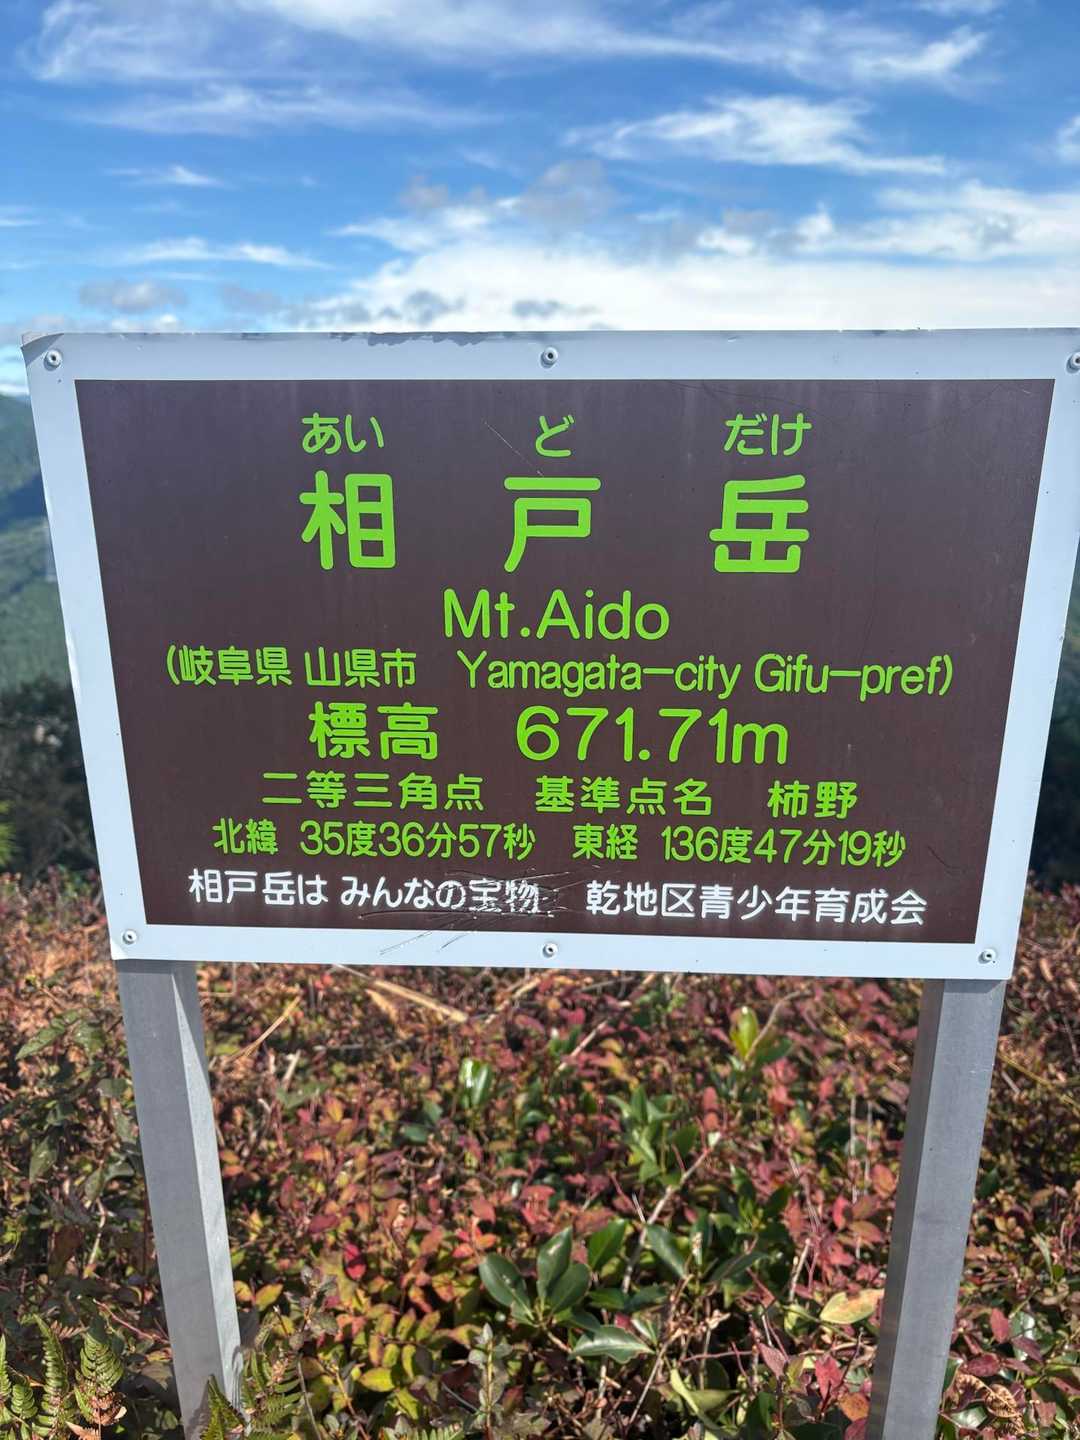 あい ど だけ
相戸岳
Mt.Aido
(岐阜県 山県市 Yamagata-city Gifu-pref)
標高 671.71m
二等三角点 基準点名 柿野
北緯 35度36分57秒 東経 136度47分19秒
相戸岳は みんなの宝物 乾地区青少年育成会